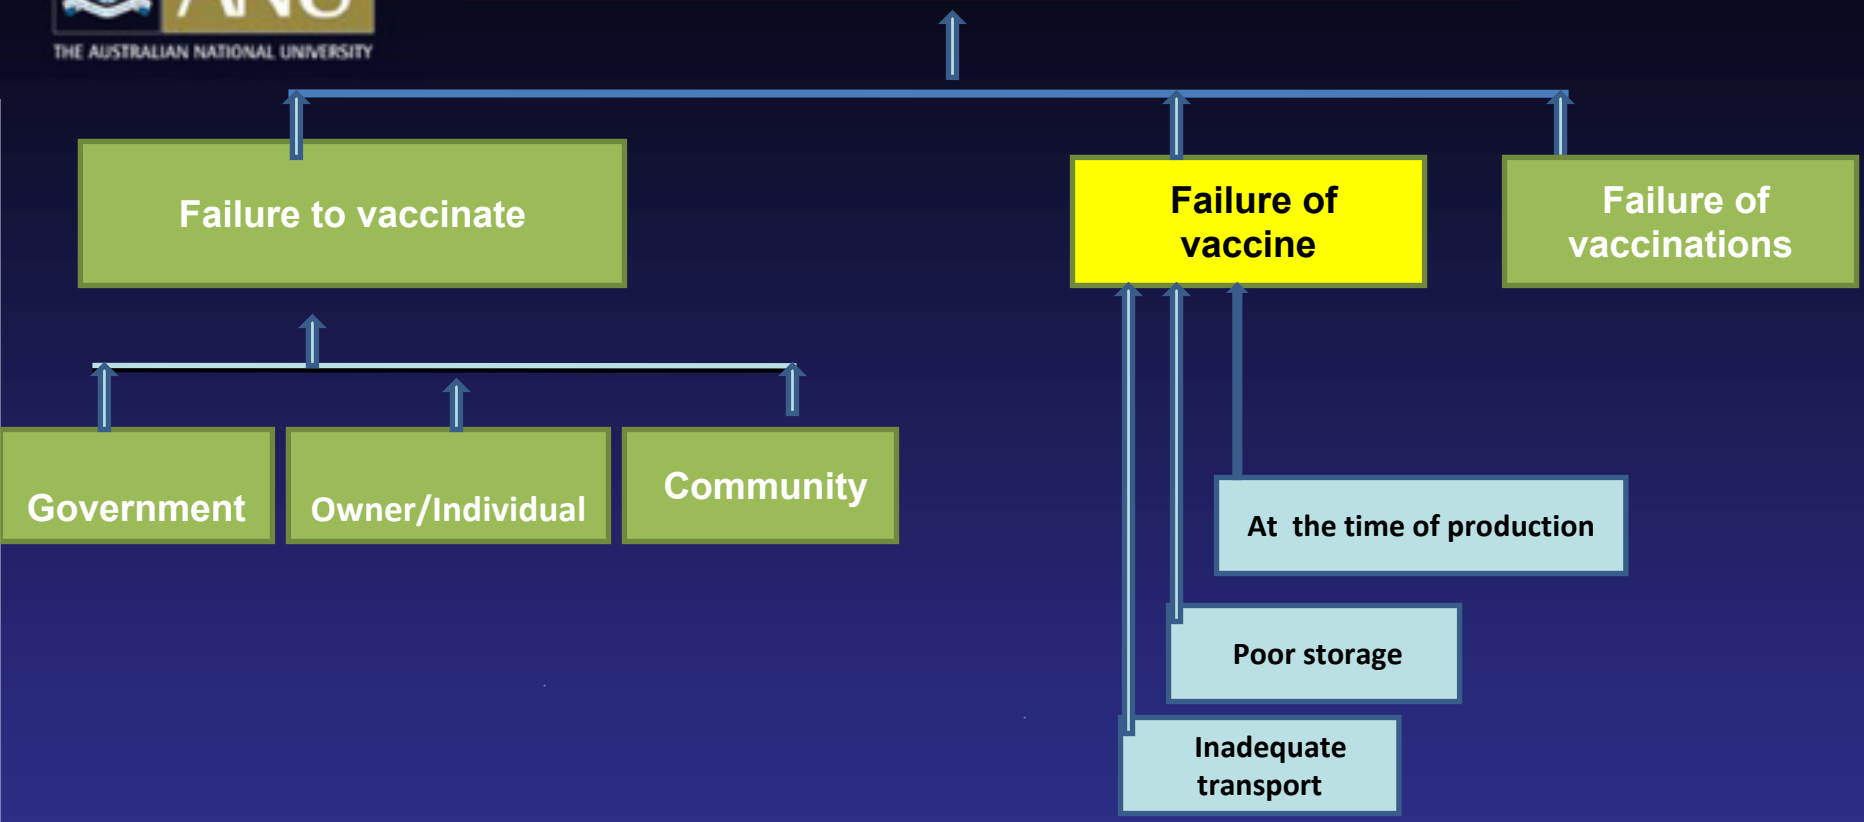 ANU
THE AUSTRALIAN NATIONAL UNIVERSITY
Failure to vaccinate
Failure of
vaccine
Failure of
vaccinations
Government
Owner/Individual
Community
At the time of production
Poor storage
Inadequate
transport